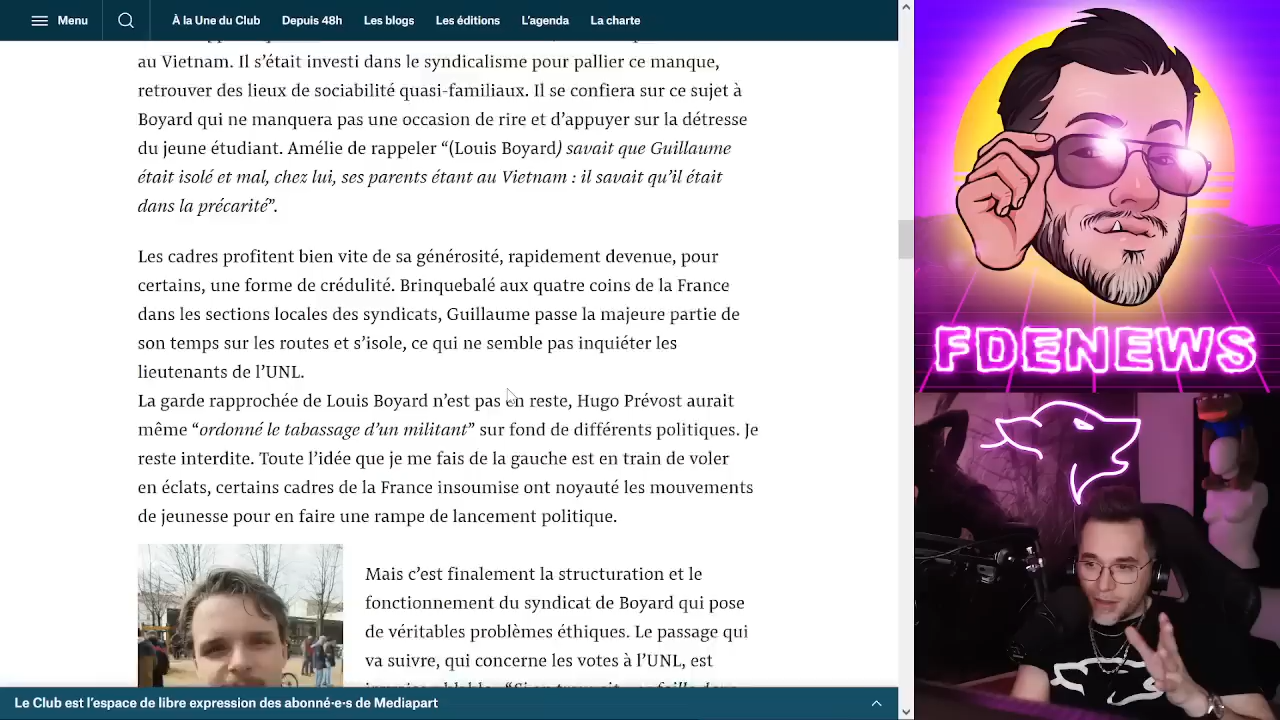 Menu
À la Une du Club
Depuis 48h
Les blogs
Les éditions
L'agenda
La charte
au Vietnam. Il s'était investi dans le syndicalisme pour pallier ce manque,
retrouver des lieux de sociabilité quasi-familiaux. Il se confiera sur ce sujet à
Boyard qui ne manquera pas une occasion de rire et d'appuyer sur la détresse
du jeune étudiant. Amélie de rappeler “(Louis Boyard) savait que Guillaume
était isolé et mal, chez lui, ses parents étant au Vietnam : il savait qu'il était
dans la précarité”.
Les cadres profitent bien vite de sa générosité, rapidement devenue, pour
certains, une forme de crédulité. Brinquebalé aux quatre coins de la France
dans les sections locales des syndicats, Guillaume passe la majeure partie de
son temps sur les routes et s'isole, ce qui ne semble pas inquiéter les
lieutenants de l'UNL.
La garde rapprochée de Louis Boyard n'est pas en reste, Hugo Prévost aurait
même “ordonné le tabassage d'un militant” sur fond de différents politiques. Je
reste interdite. Toute l'idée que je me fais de la gauche est en train de voler
en éclats, certains cadres de la France insoumise ont noyauté les mouvements
de jeunesse pour en faire une rampe de lancement politique.
Mais c'est finalement la structuration et le
fonctionnement du syndicat de Boyard qui pose
de véritables problèmes éthiques. Le passage qui
va suivre, qui concerne les votes à l'UNL, est
Le Club est l'espace de libre expression des abonné·e·s de Mediapart
FDENEWS